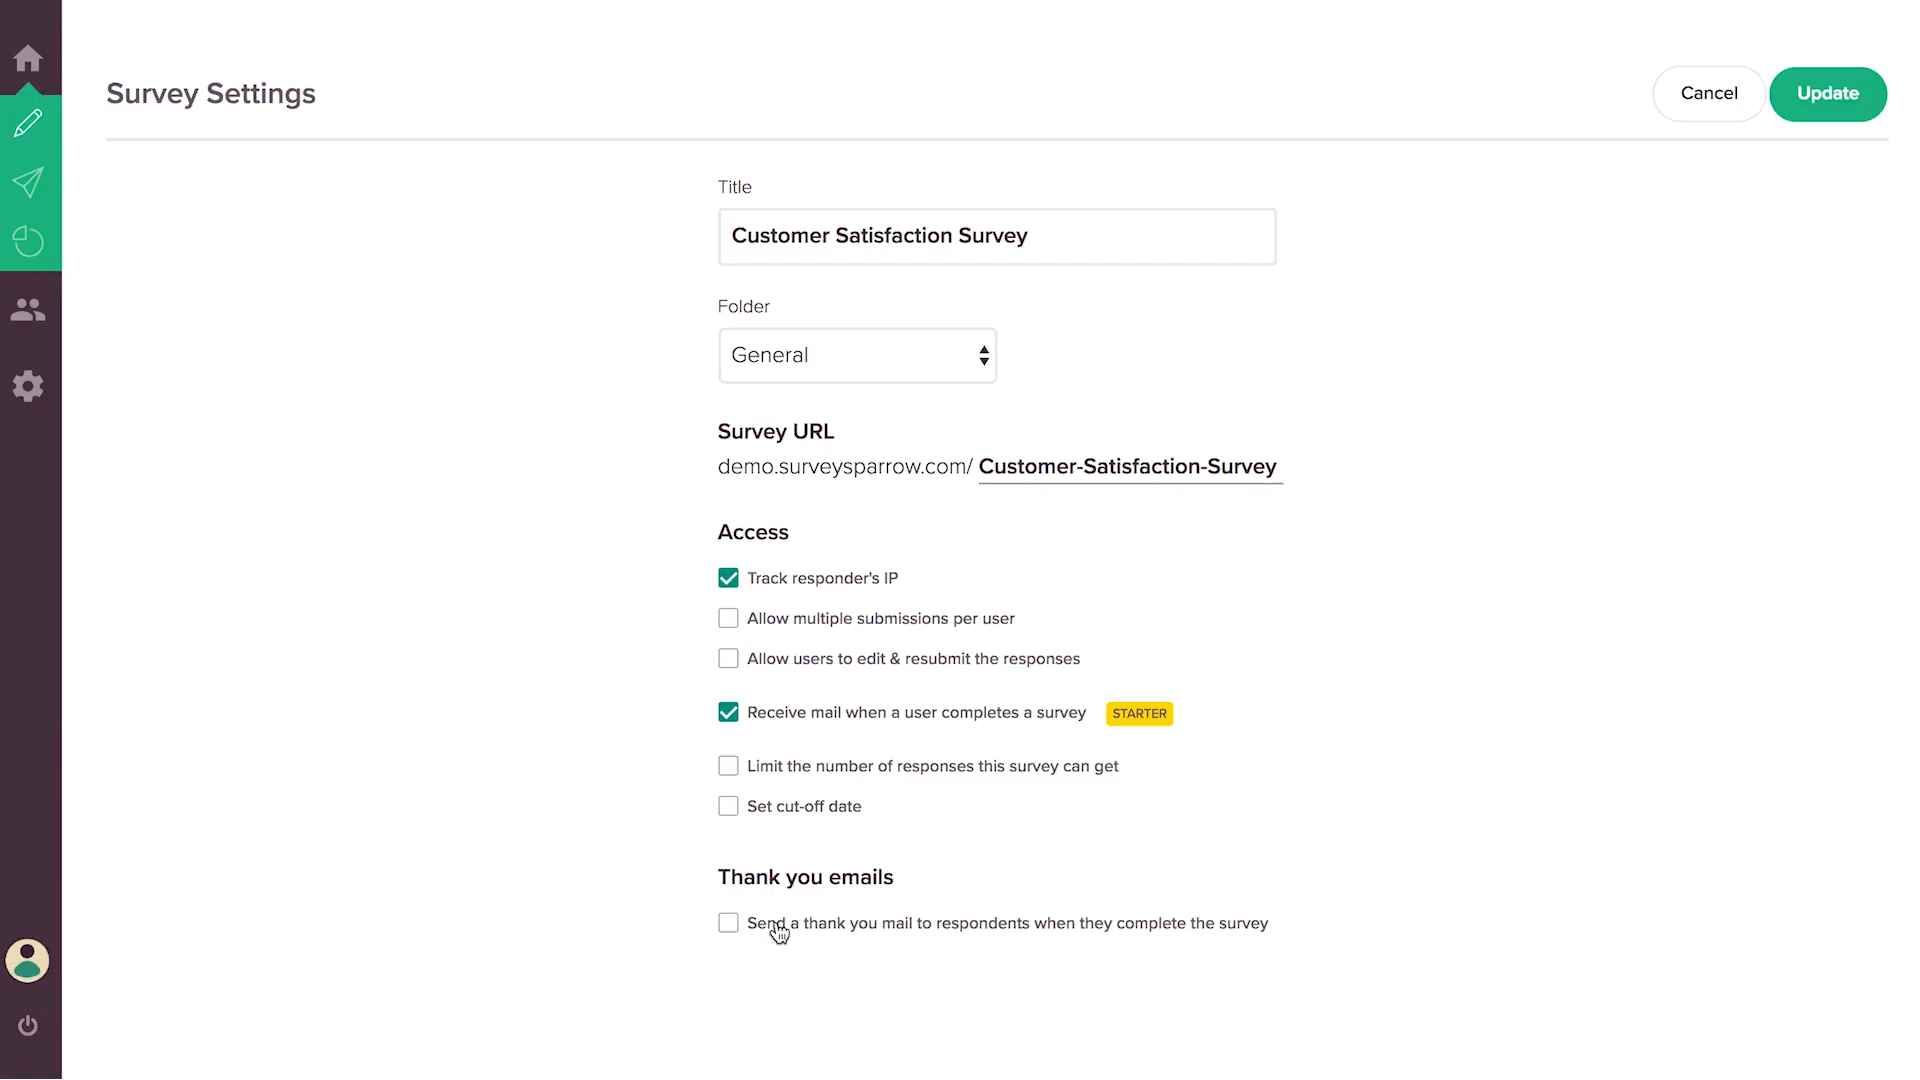 Survey Settings
Cancel
Update
Title
Customer Satisfaction Survey
Folder
General
Survey URL
demo.surveysparrow.com/ Customer-Satisfaction-Survey
Access
Track responder's IP
Allow multiple submissions per user
Allow users to edit & resubmit the responses
Receive mail when a user completes a survey STARTER
Limit the number of responses this survey can get
Set cut-off date
Thank you emails
Send a thank you mail to respondents when they complete the survey